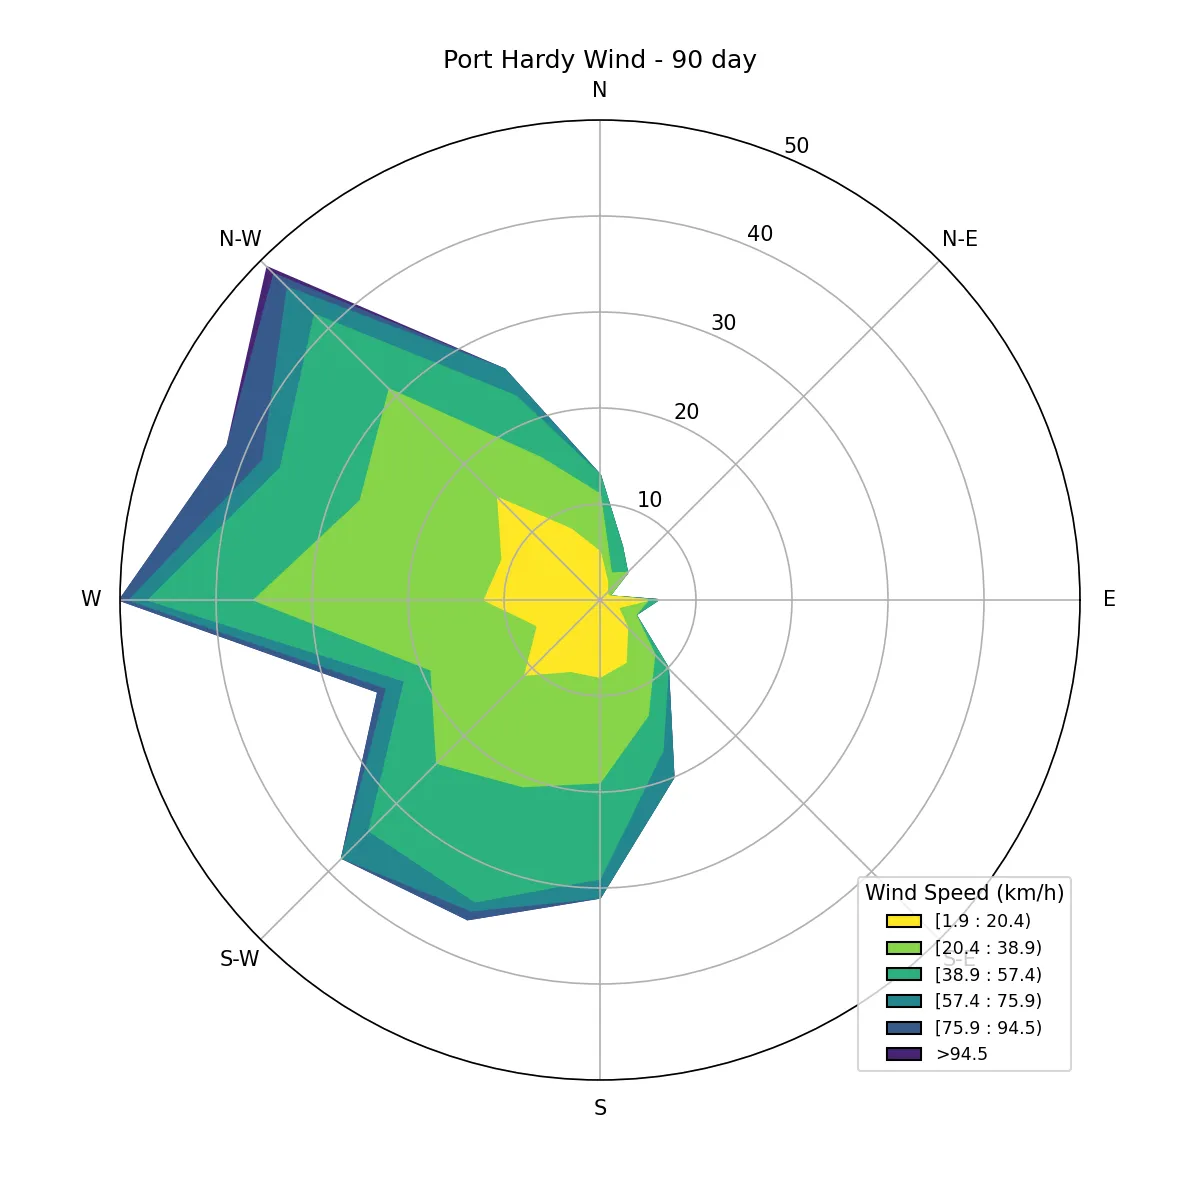 Port Hardy Wind - 90 day
N
50
N-W
40
N-E
30
20
10
W
E
S-W
S-E
S
Wind Speed (km/h)
[1.9 : 20.4)
[20.4 : 38.9)
[38.9 : 57.4)
[57.4 : 75.9)
[75.9 : 94.5)
>94.5